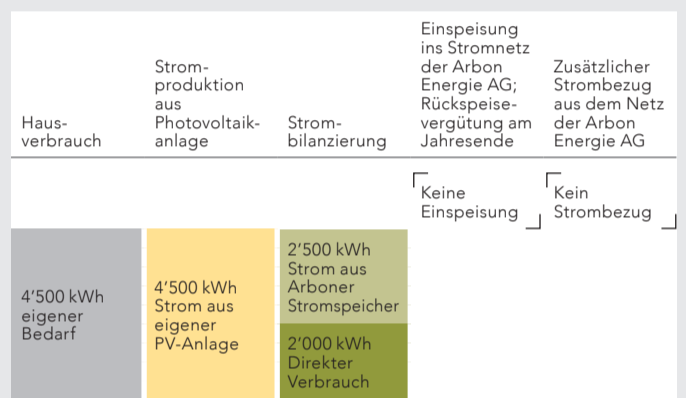 Haus-
verbrauch
Strom-
produktion
aus
Photovoltaik-
anlage
Strom-
bilanzierung
Einspeisung
ins Stromnetz
der Arbon
Energie AG;
Rückspeise-
vergütung am
Jahresende
Zusätzlicher
Strombezug
aus dem Netz
der Arbon
Energie AG
Keine
Einspeisung
Kein
Strombezug
4’500 kWh
eigener
Bedarf
4’500 kWh
Strom aus
eigener
PV-Anlage
2’500 kWh
Strom aus
Arboner
Stromspeicher
2’000 kWh
Direkter
Verbrauch